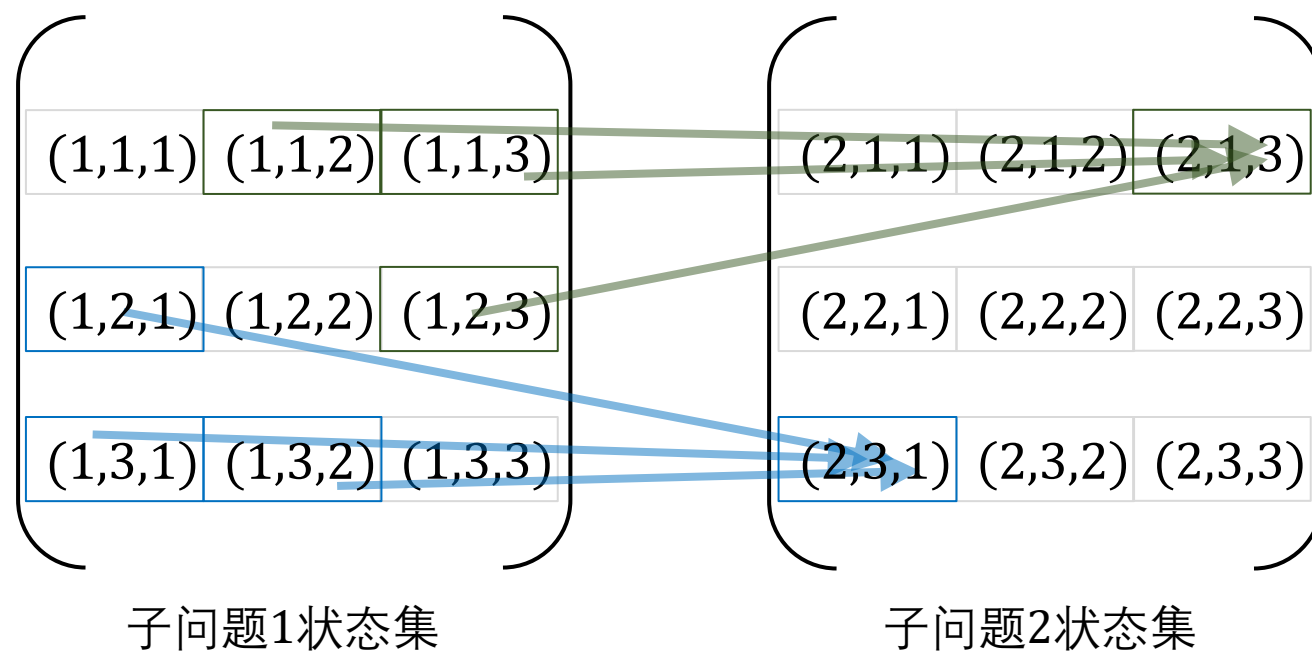 (1,1,1) (1,1,2) (1,1,3) (2,1,1) (2,1,2) (2,1,3)
(1,2,1) (1,2,2) (1,2,3) (2,2,1) (2,2,2) (2,2,3)
(1,3,1) (1,3,2) (1,3,3) (2,3,1) (2,3,2) (2,3,3)
子问题1状态集 子问题2状态集